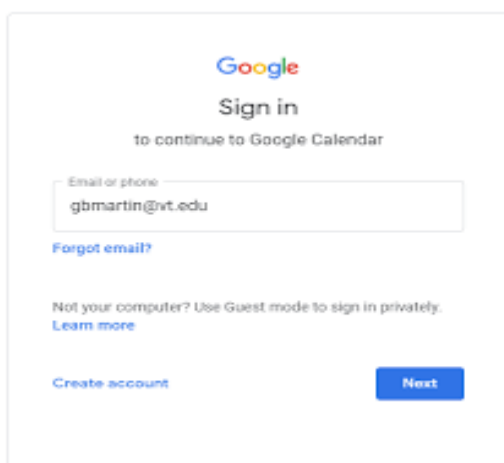 Google
Sign in
to continue to Google Calendar
Email or phone
gbmartin@vt.edu
Forgot email?
Not your computer? Use Guest mode to sign in privately.
Learn more
Create account
Next